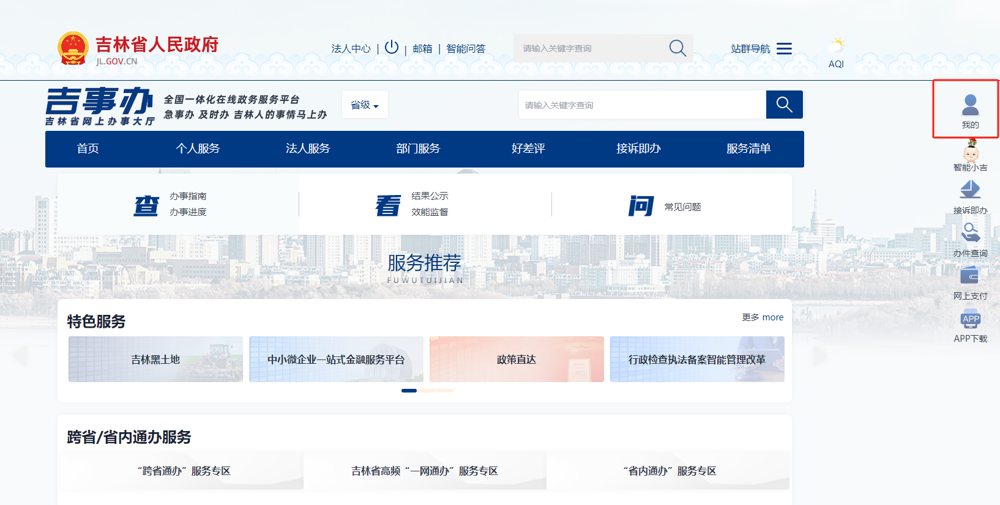 吉林省人民政府
JL.GOV.CN
法人中心 | | 邮箱 | 智能问答
请输入关键字查询
站群导航
AQI
吉事办
吉林省网上办事大厅
全国一体化在线政务服务平台
急事办 及时办 吉林人的事情马上办
省级
请输入关键字查询
我的
首页 个人服务 法人服务 部门服务 好差评 接诉即办 服务清单
智能小吉
查
办事指南
办事进度
看
结果公示
效能监督
问
常见问题
接诉即办
办件查询
服务推荐
FUWUTUIJIAN
网上支付
特色服务
更多 more
APP
APP下载
吉林黑土地
中小微企业一站式金融服务平台
政策直达
行政检查执法备案智能管理改革
跨省/省内通办服务
“跨省通办”服务专区
吉林省高频“一网通办”服务专区
“省内通办”服务专区